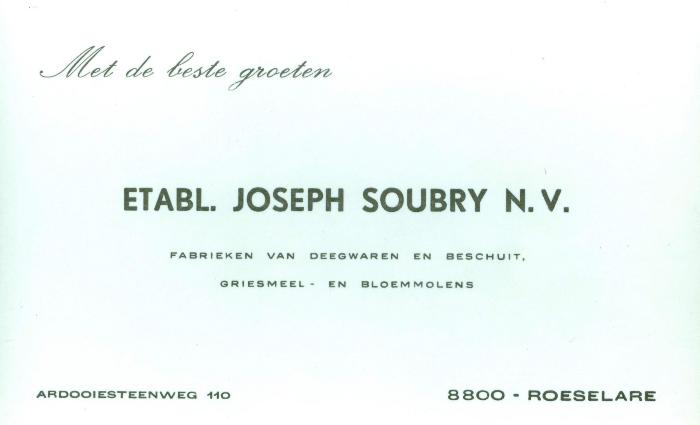 Met de beste groeten
ETABL. JOSEPH SOUBRY N.V.
FABRIEKEN VAN DEEGWAREN EN BESCHUIT,
GRIESMEEL- EN BLOEMMOLENS
ARDOOIESTEENWEG 110
8800 - ROESELARE